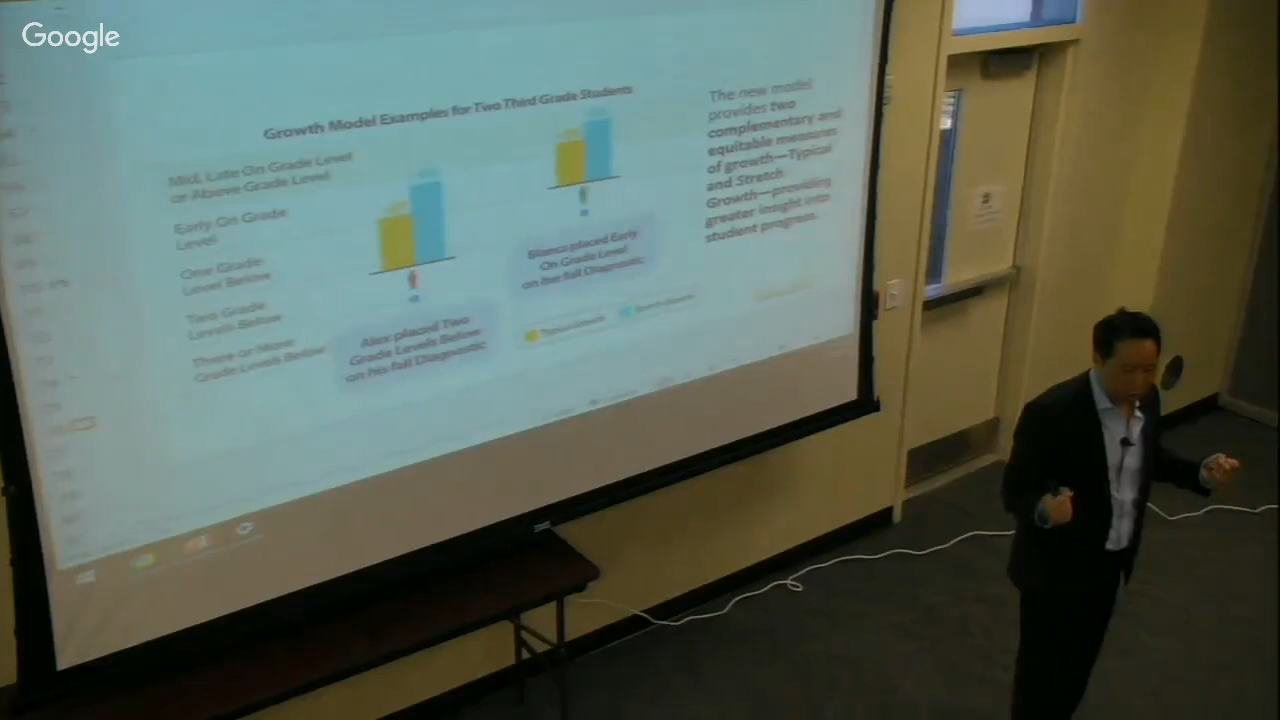 Google
Growth Model Examples for Two Third Grade Students
Mid, Late On Grade Level
or Above Grade Level
Early On Grade
Level
One Grade
Level Below
Two Grade
Levels Below
Three or More
Grade Levels Below
Alex placed Two
Grade Levels Below
on his fall Diagnostic
Bianca placed Early
On Grade Level
on her fall Diagnostic
The new model
provides two
complementary and
equitable measures
of growth—Typical
and Stretch
Growth—providing
greater insight into
student progress.